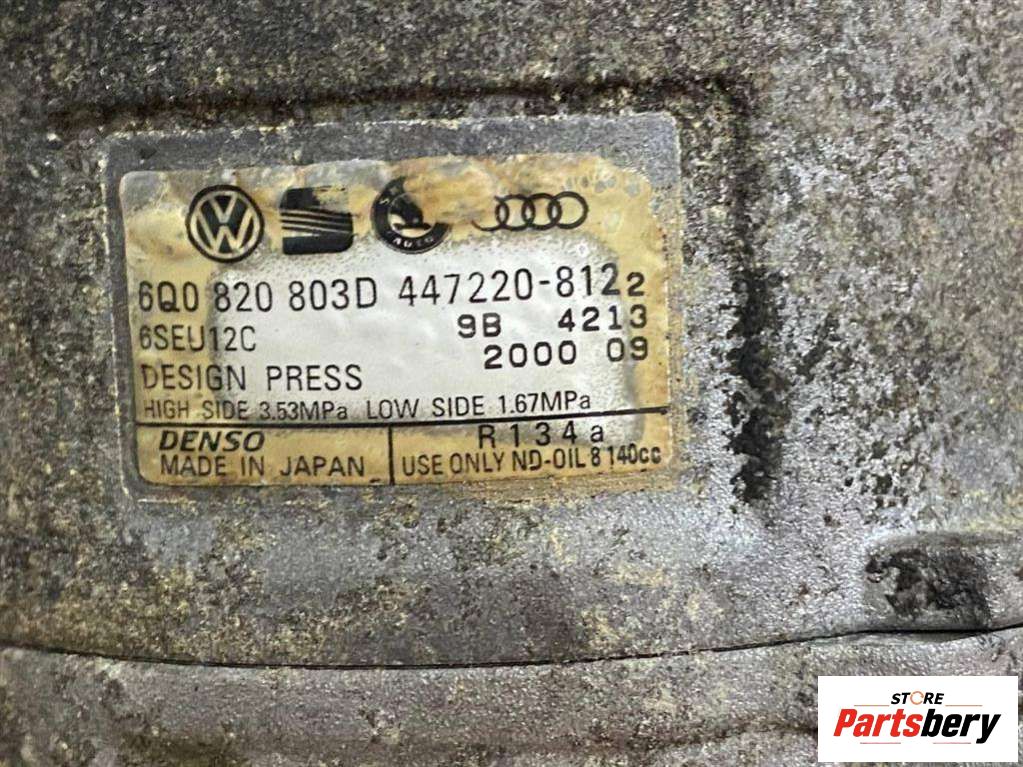 6Q0 820 803D 447220-8122
6SEU12C 9B 4213
2000 09
DESIGN PRESS
HIGH SIDE 3.53MPa LOW SIDE 1.67MPa
DENSO
MADE IN JAPAN
R134a
USE ONLY ND-OIL 8 140cc
STORE
Partsbery